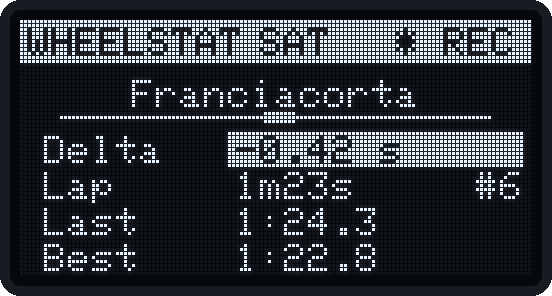 WHEELSTAT SAT * REC
Franciacorta
Delta -0.42 s
Lap 1m23s #6
Last 1:24.3
Best 1:22.8